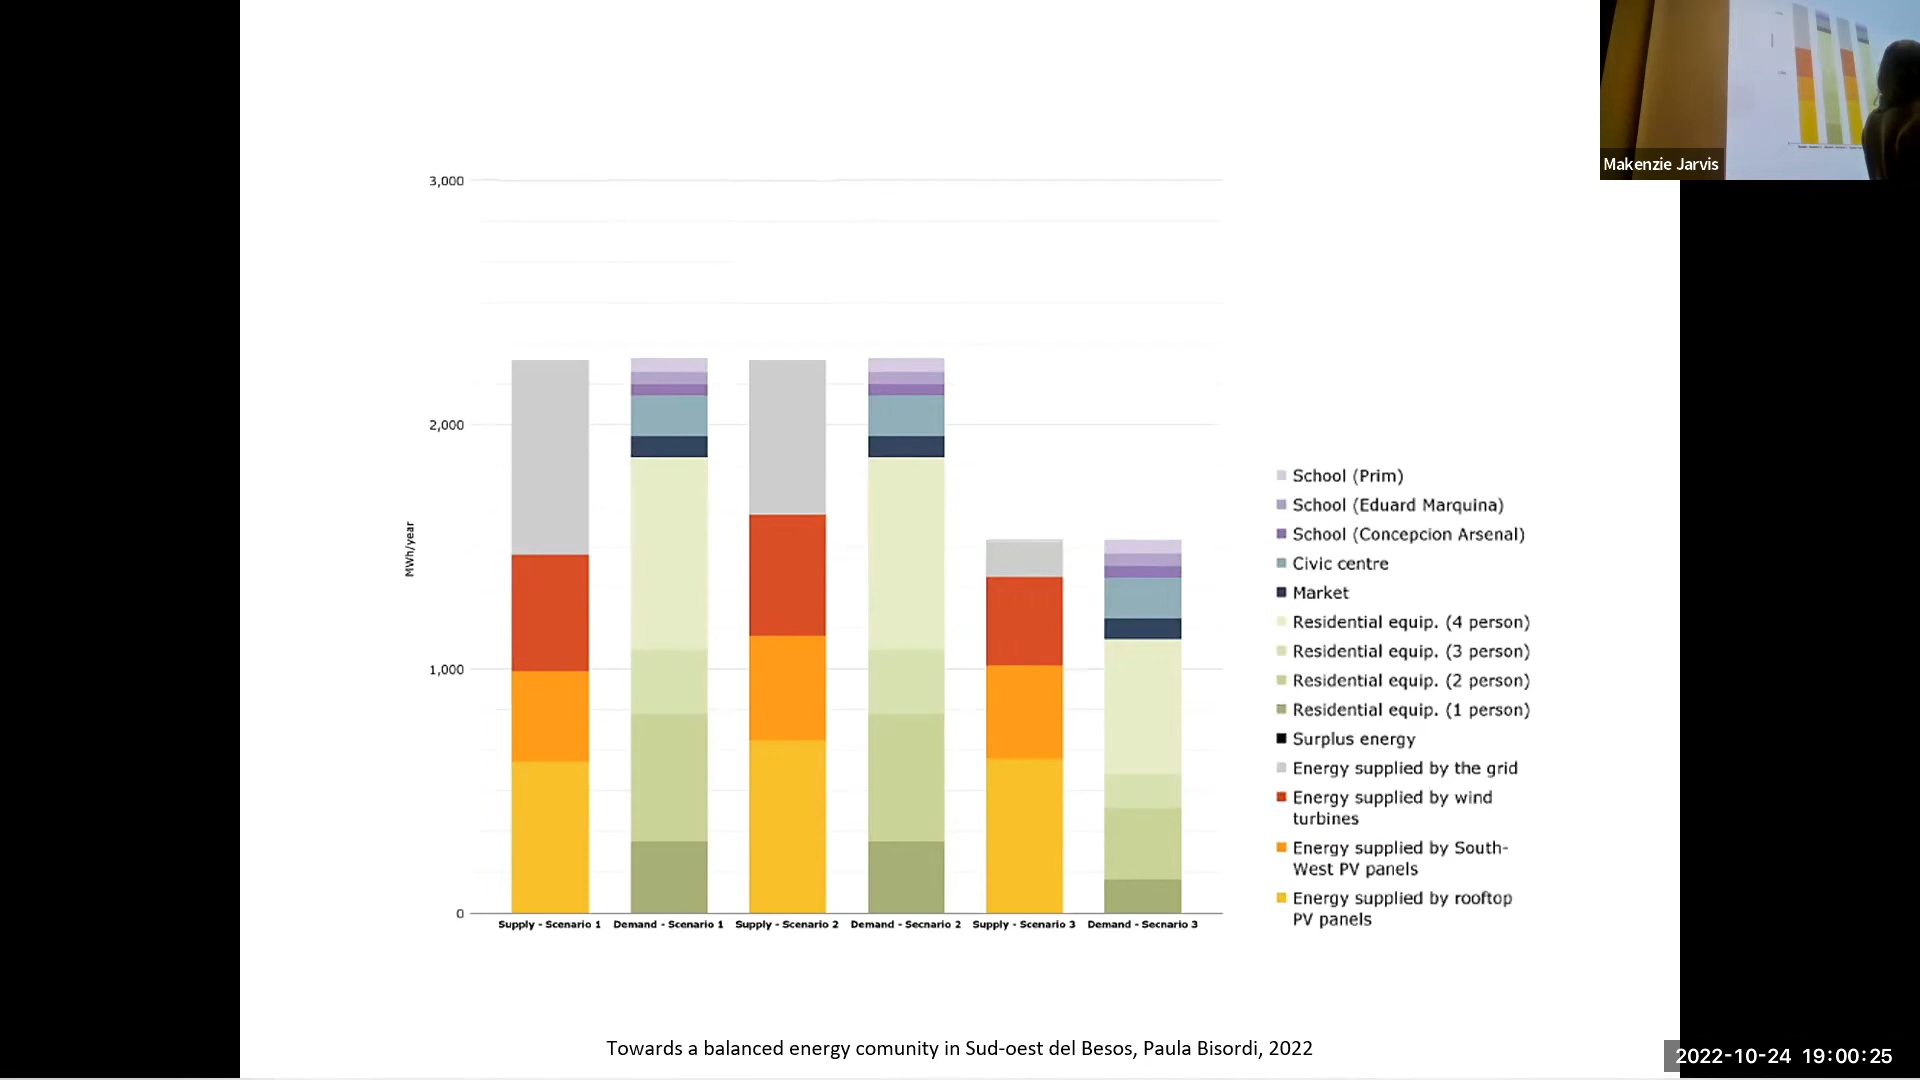 Makenzie Jarvis
3,000
2,000
1,000
0
MWh/year
Supply - Scenario 1
Demand - Scenario 1
Supply - Scenario 2
Demand - Secnario 2
Supply - Scenario 3
Demand - Secnario 3
School (Prim)
School (Eduard Marquina)
School (Concepcion Arsenal)
Civic centre
Market
Residential equip. (4 person)
Residential equip. (3 person)
Residential equip. (2 person)
Residential equip. (1 person)
Surplus energy
Energy supplied by the grid
Energy supplied by wind
turbines
Energy supplied by South-
West PV panels
Energy supplied by rooftop
PV panels
Towards a balanced energy comunity in Sud-oest del Besos, Paula Bisordi, 2022
2022-10-24 19:00:25